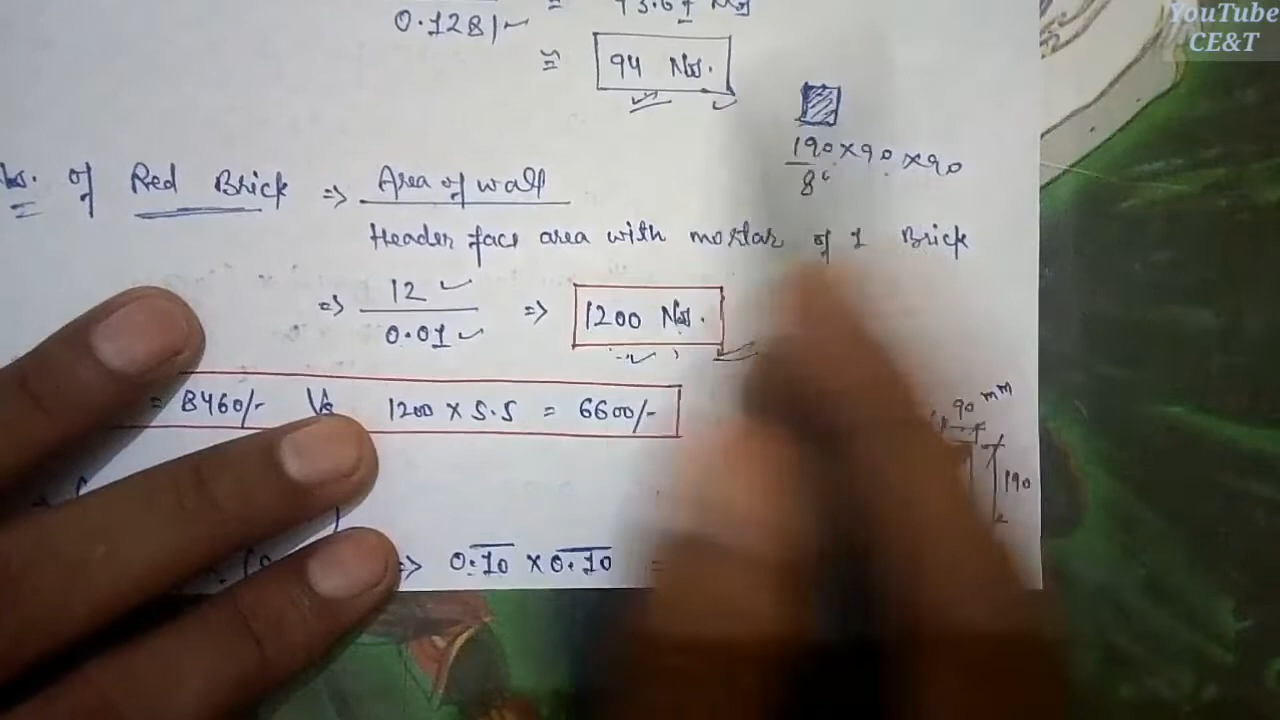 YouTube
CE&T
0.128
≅ 94 Nos.
190×90×90
8"
of Red Brick => Area of wall
Header face area with mortar of 1 Brick
=> 12 / 0.01 => 1200 Nos.
= 8460/- Vs 1200 × 5.5 = 6600/-
90 mm
190
=> 0.10 × 0.10 =